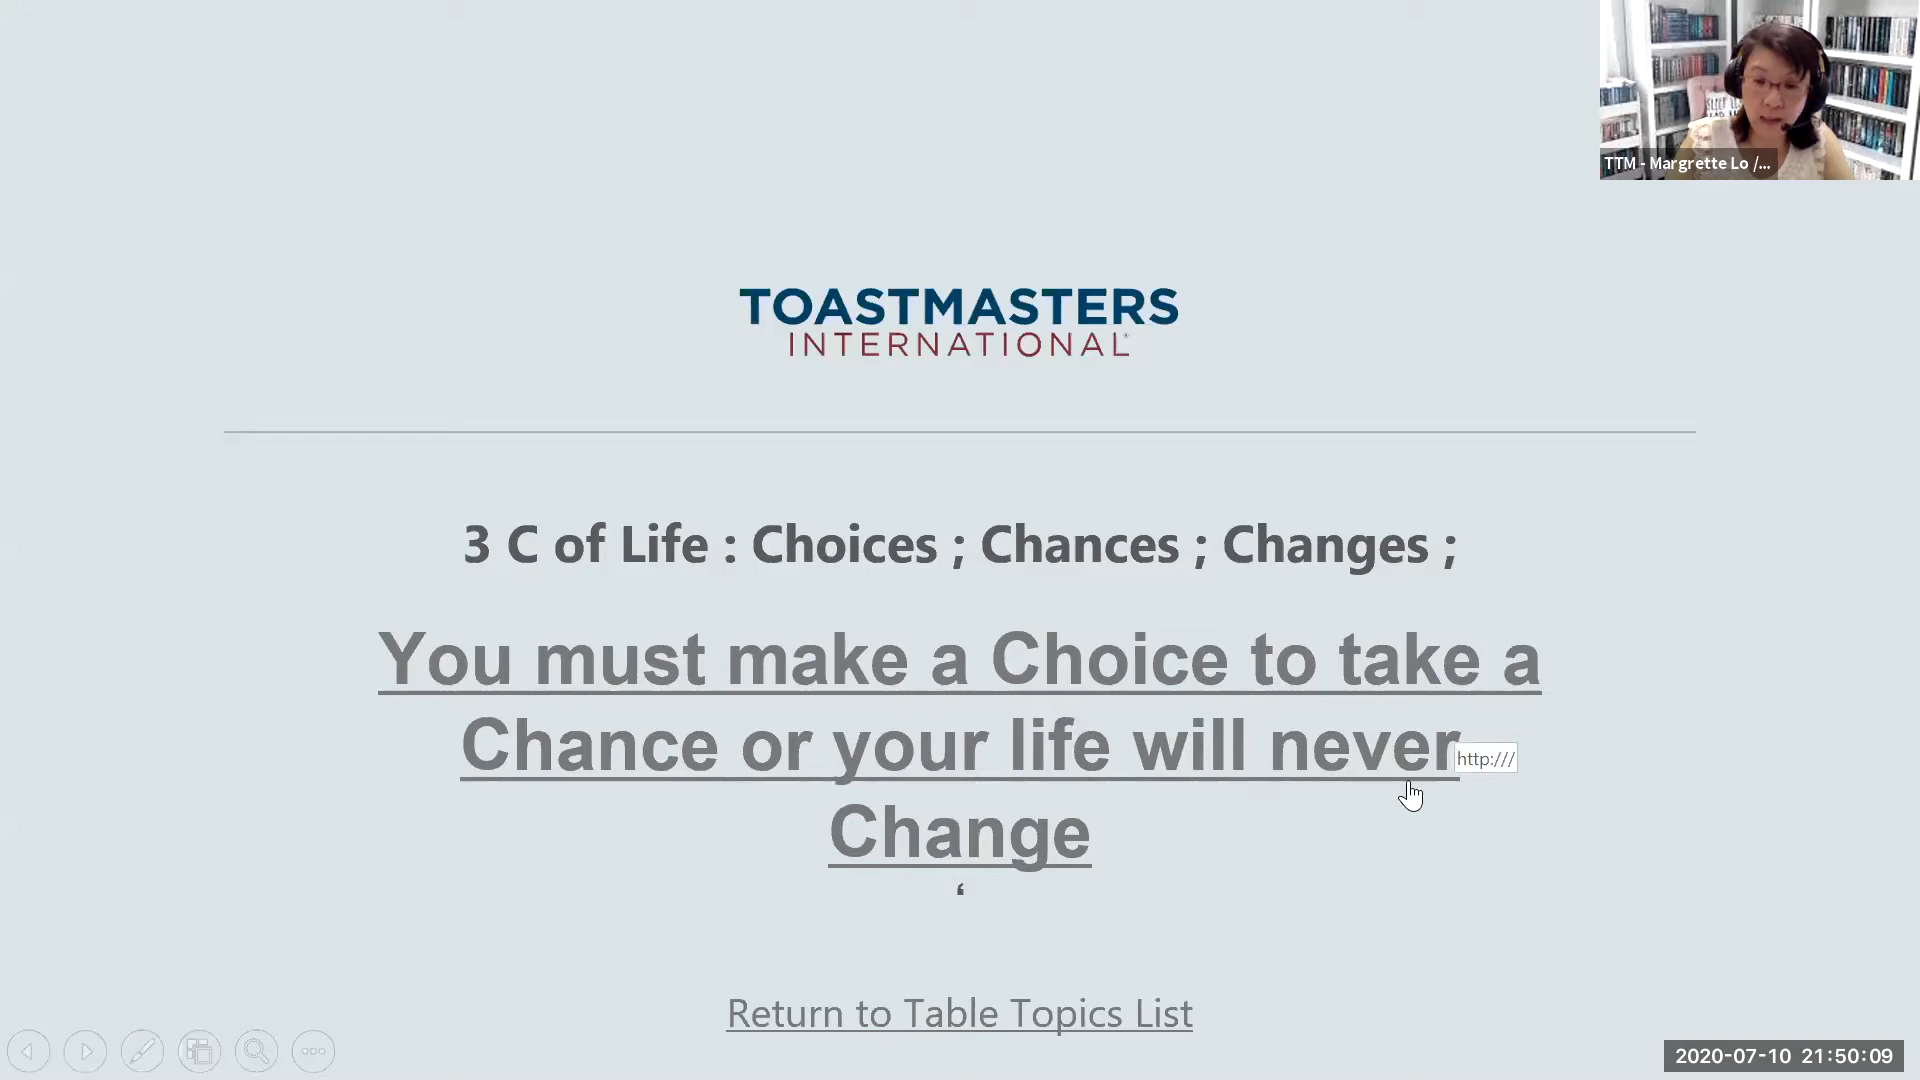 TTM - Margrette Lo /...
TOASTMASTERS
INTERNATIONAL
3 C of Life : Choices ; Chances ; Changes ;
You must make a Choice to take a
Chance or your life will never
http:///
Change
‘
Return to Table Topics List
2020-07-10 21:50:09